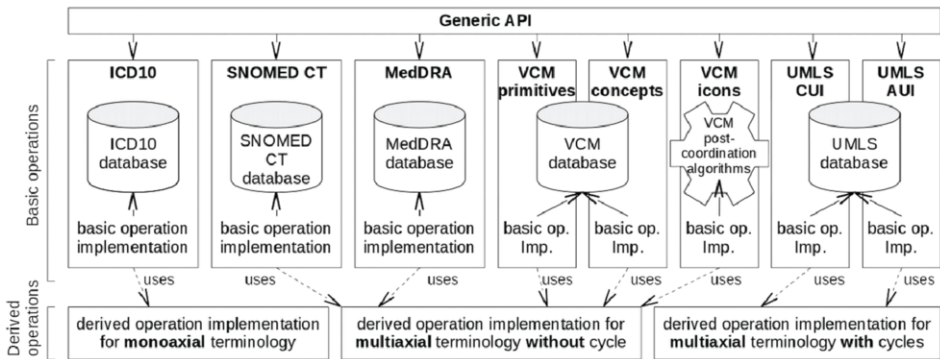 Generic API
Basic operations
ICD10
ICD10
database
basic operation
implementation
SNOMED CT
SNOMED
CT
database
basic operation
implementation
MedDRA
MedDRA
database
basic operation
implementation
VCM
primitives
VCM
concepts
VCM
database
basic op.
Imp.
basic op.
Imp.
VCM
icons
VCM
post-
coordination
algorithms
basic op.
Imp.
UMLS
CUI
UMLS
AUI
UMLS
database
basic op.
Imp.
basic op.
Imp.
uses
uses
uses
uses
uses
uses
uses
uses
Derived
operations
derived operation implementation
for monoaxial terminology
derived operation implementation for
multiaxial terminology without cycle
derived operation implementation for
multiaxial terminology with cycles